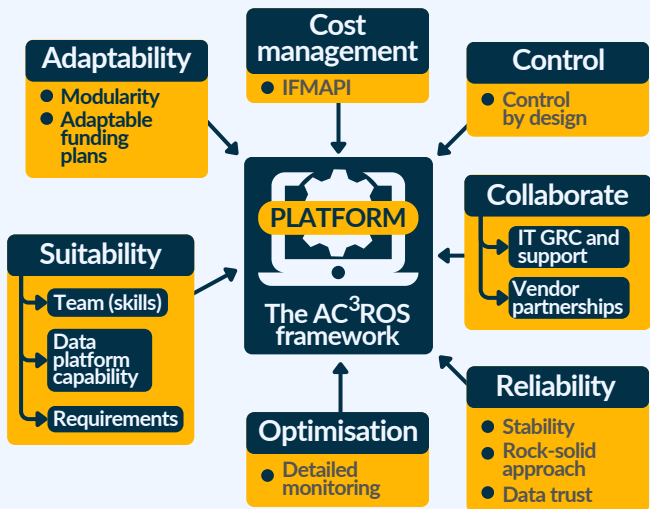 Adaptability
Modularity
Adaptable
funding
plans
Cost
management
IFMAPI
Control
Control
by design
Suitability
Team (skills)
Data
platform
capability
Requirements
PLATFORM
The AC³ROS
framework
Collaborate
IT GRC and
support
Vendor
partnerships
Optimisation
Detailed
monitoring
Reliability
Stability
Rock-solid
approach
Data trust